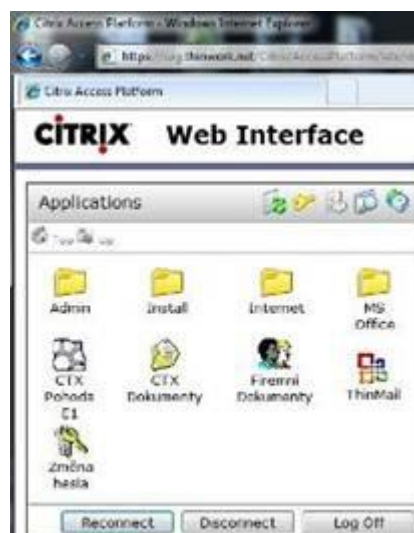 Citrix Access Platform - Windows Internet Explorer
Citrix Access Platform
CITRIX Web Interface
Applications
Admin
Install
Internet
MS Office
CTX Pohoda E1
CTX Dokumenty
Firemní Dokumenty
ThinMail
Změna hesla
Reconnect
Disconnect
Log Off